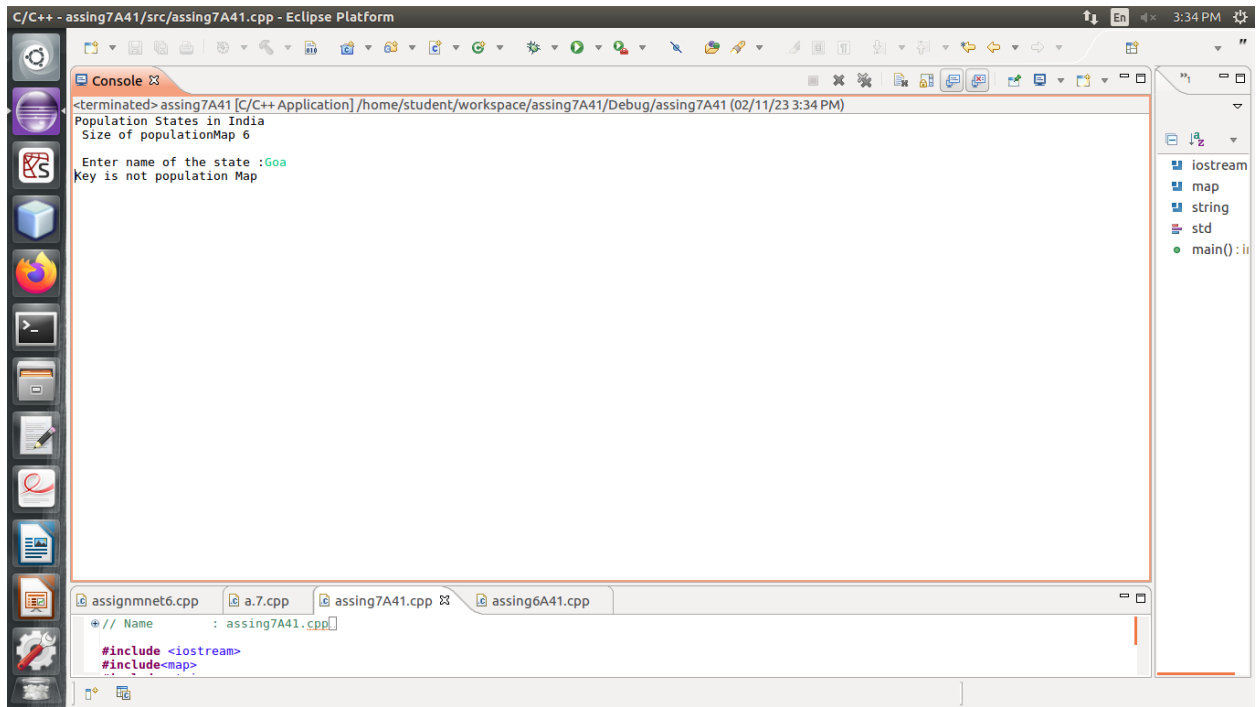 C/C++ - assing7A41/src/assing7A41.cpp - Eclipse Platform
En
3:34 PM
Console
<terminated> assing7A41 [C/C++ Application] /home/student/workspace/assing7A41/Debug/assing7A41 (02/11/23 3:34 PM)
Population States in India
Size of populationMap 6
Enter name of the state :Goa
Key is not population Map
iostream
map
string
std
main() : in
assignmnet6.cpp
a.7.cpp
assing7A41.cpp
assing6A41.cpp
// Name : assing7A41.cpp
#include <iostream>
#include<map>